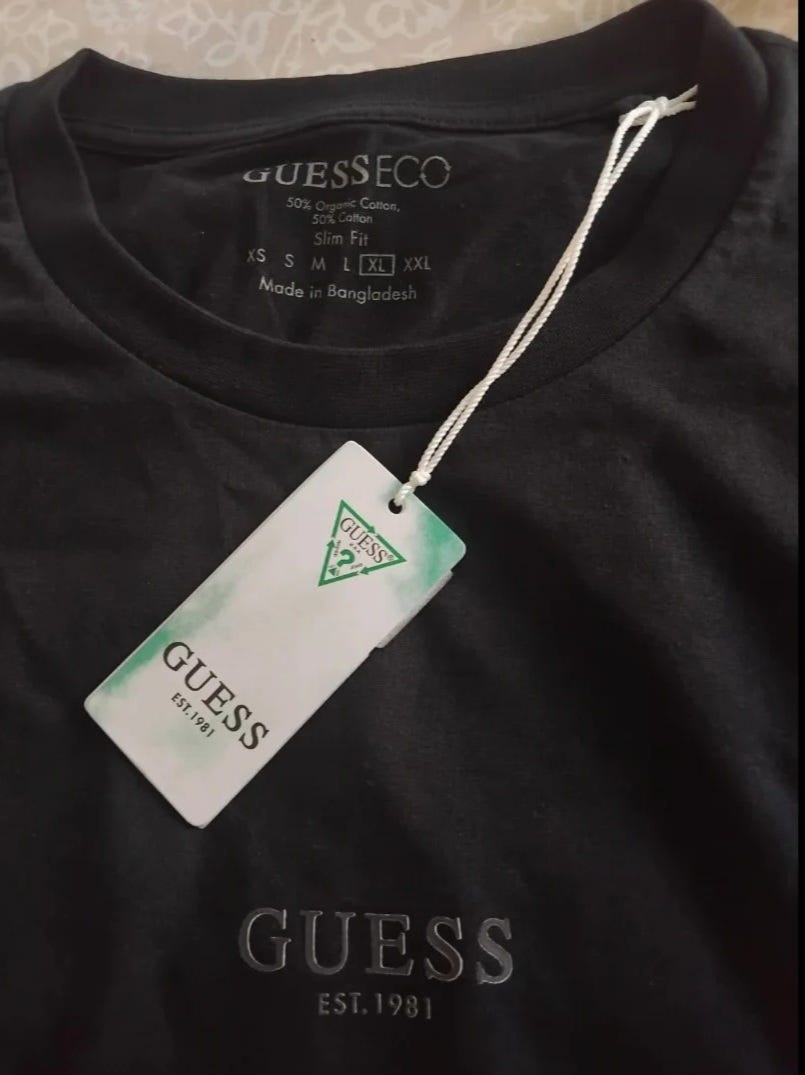 GUESSECO
50% Organic Cotton,
50% Cotton
Slim Fit
XS S M L XL XXL
Made in Bangladesh
GUESS®
?
GUESS
EST.1981
GUESS
EST.1981